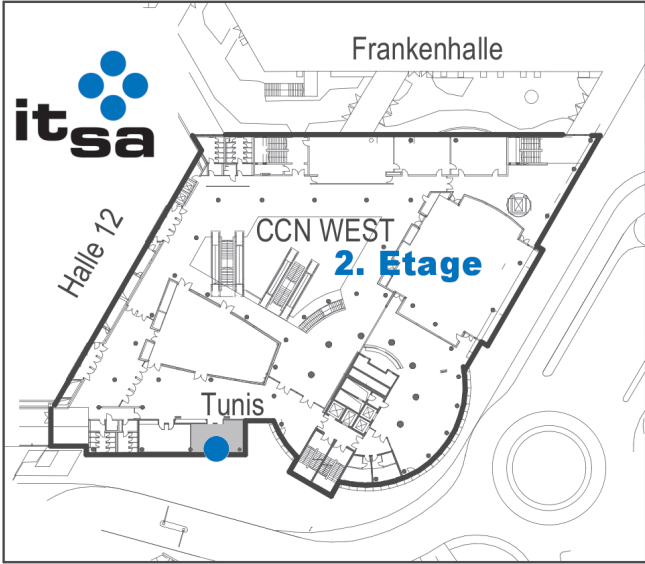 Frankenhalle
itsa
Halle 12
CCN WEST
2. Etage
Tunis